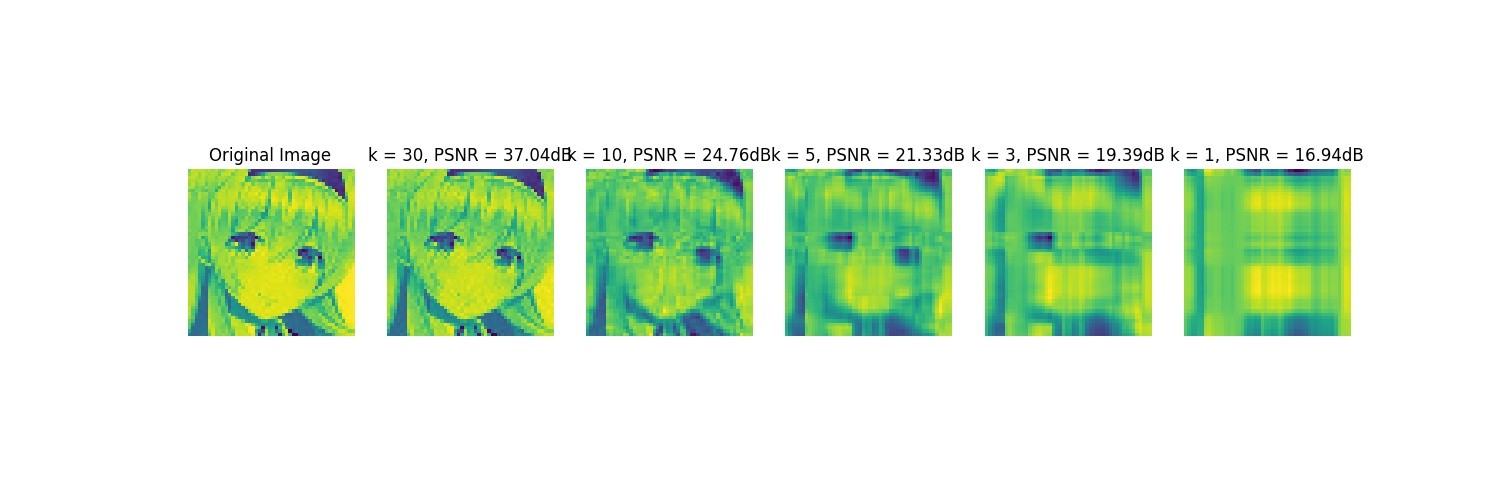 Original Image
k = 30, PSNR = 37.04dB
k = 10, PSNR = 24.76dB
k = 5, PSNR = 21.33dB
k = 3, PSNR = 19.39dB
k = 1, PSNR = 16.94dB